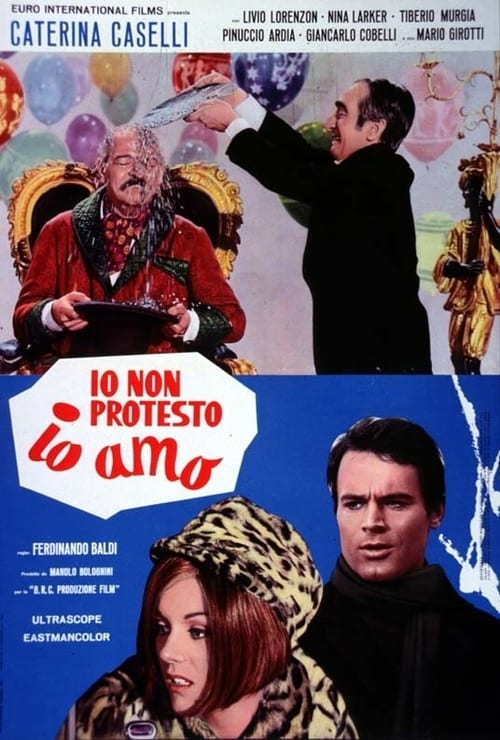 EURO INTERNATIONAL FILMS presenta
CATERINA CASELLI
con LIVIO LORENZON · NINA LARKER · TIBERIO MURGIA
PINUCCIO ARDIA · GIANCARLO COBELLI · e con MARIO GIROTTI
IO NON
PROTESTO
io amo
regia: FERDINANDO BALDI
Prodotto da MANOLO BOLOGNINI
per la "B.R.C. PRODUZIONE FILM"
ULTRASCOPE
EASTMANCOLOR